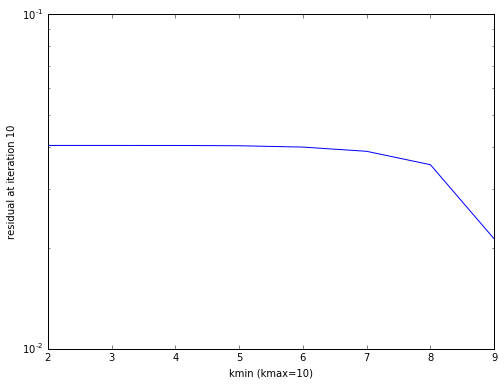 10^-1
residual at iteration 10
10^-2
2 3 4 5 6 7 8 9
kmin (kmax=10)